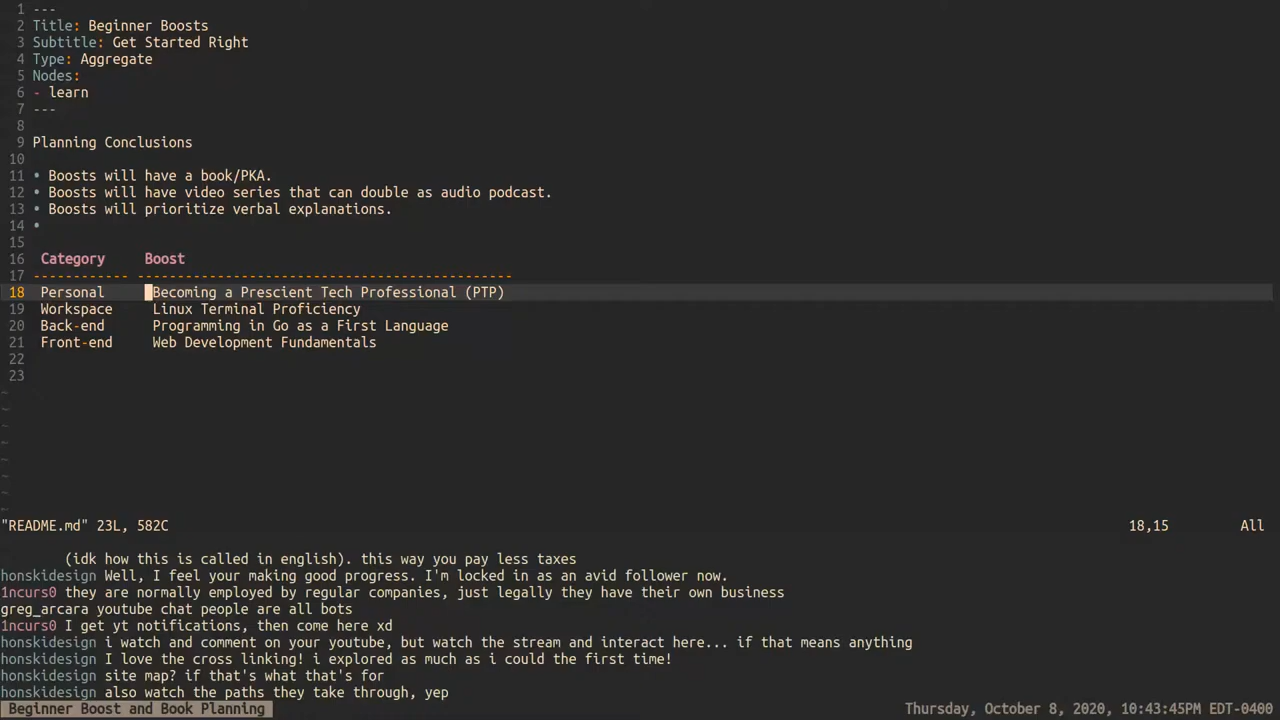 1 ---
2 Title: Beginner Boosts
3 Subtitle: Get Started Right
4 Type: Aggregate
5 Nodes:
6 - learn
7 ---
8
9 Planning Conclusions
10
11 • Boosts will have a book/PKA.
12 • Boosts will have video series that can double as audio podcast.
13 • Boosts will prioritize verbal explanations.
14 •
15
16 Category Boost
17 ------------ -----------------------------------------------
18 Personal Becoming a Prescient Tech Professional (PTP)
19 Workspace Linux Terminal Proficiency
20 Back-end Programming in Go as a First Language
21 Front-end Web Development Fundamentals
22
23
~
~
~
~
~
~
~
~
"README.md" 23L, 582C 18,15 All
(idk how this is called in english). this way you pay less taxes
honskidesign Well, I feel your making good progress. I'm locked in as an avid follower now.
1ncurs0 they are normally employed by regular companies, just legally they have their own business
greg_arcara youtube chat people are all bots
1ncurs0 I get yt notifications, then come here xd
honskidesign i watch and comment on your youtube, but watch the stream and interact here... if that means anything
honskidesign I love the cross linking! i explored as much as i could the first time!
honskidesign site map? if that's what that's for
honskidesign also watch the paths they take through, yep
Beginner Boost and Book Planning Thursday, October 8, 2020, 10:43:45PM EDT-0400